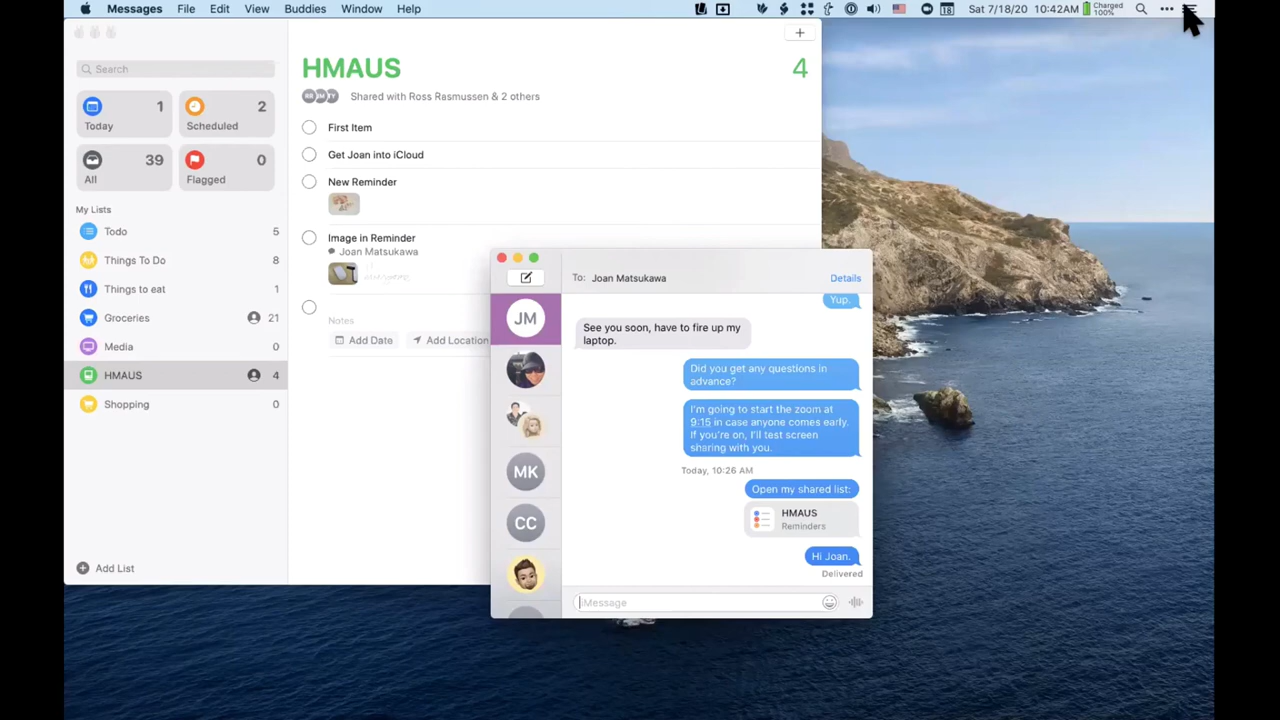 Messages File Edit View Buddies Window Help
18 Sat 7/18/20 10:42AM Charged 100%
Search
1 Today
2 Scheduled
39 All
0 Flagged
My Lists
Todo 5
Things To Do 8
Things to eat 1
Groceries 21
Media 0
HMAUS 4
Shopping 0
Add List
HMAUS 4
Shared with Ross Rasmussen & 2 others
First Item
Get Joan into iCloud
New Reminder
Image in Reminder
Joan Matsukawa
Notes
Add Date Add Location
To: Joan Matsukawa Details
JM
MK
CC
Yup.
See you soon, have to fire up my
laptop.
Did you get any questions in
advance?
I'm going to start the zoom at
9:15 in case anyone comes early.
If you're on, I'll test screen
sharing with you.
Today, 10:26 AM
Open my shared list:
HMAUS
Reminders
Hi Joan.
Delivered
iMessage